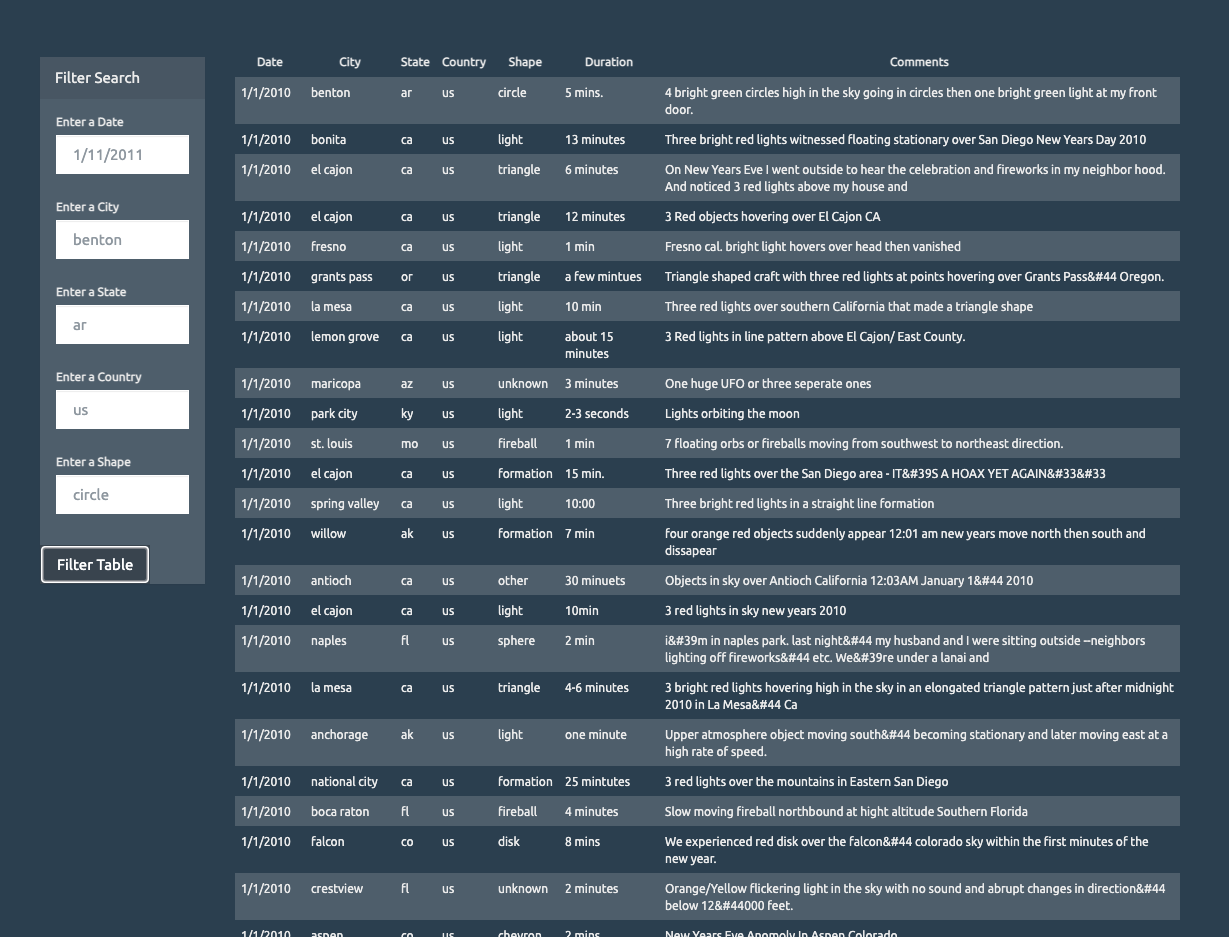 Filter Search
Enter a Date
1/11/2011
Enter a City
benton
Enter a State
ar
Enter a Country
us
Enter a Shape
circle
Filter Table
Date City State Country Shape Duration Comments
1/1/2010 benton ar us circle 5 mins. 4 bright green circles high in the sky going in circles then one bright green light at my front
door.
1/1/2010 bonita ca us light 13 minutes Three bright red lights witnessed floating stationary over San Diego New Years Day 2010
1/1/2010 el cajon ca us triangle 6 minutes On New Years Eve I went outside to hear the celebration and fireworks in my neighbor hood.
And noticed 3 red lights above my house and
1/1/2010 el cajon ca us triangle 12 minutes 3 Red objects hovering over El Cajon CA
1/1/2010 fresno ca us light 1 min Fresno cal. bright light hovers over head then vanished
1/1/2010 grants pass or us triangle a few mintues Triangle shaped craft with three red lights at points hovering over Grants Pass&#44 Oregon.
1/1/2010 la mesa ca us light 10 min Three red lights over southern California that made a triangle shape
1/1/2010 lemon grove ca us light about 15 3 Red lights in line pattern above El Cajon/ East County.
minutes
1/1/2010 maricopa az us unknown 3 minutes One huge UFO or three seperate ones
1/1/2010 park city ky us light 2-3 seconds Lights orbiting the moon
1/1/2010 st. louis mo us fireball 1 min 7 floating orbs or fireballs moving from southwest to northeast direction.
1/1/2010 el cajon ca us formation 15 min. Three red lights over the San Diego area - IT&#39S A HOAX YET AGAIN&#33&#33
1/1/2010 spring valley ca us light 10:00 Three bright red lights in a straight line formation
1/1/2010 willow ak us formation 7 min four orange red objects suddenly appear 12:01 am new years move north then south and
dissapear
1/1/2010 antioch ca us other 30 minuets Objects in sky over Antioch California 12:03AM January 1&#44 2010
1/1/2010 el cajon ca us light 10min 3 red lights in sky new years 2010
1/1/2010 naples fl us sphere 2 min i&#39m in naples park. last night&#44 my husband and I were sitting outside --neighbors
lighting off fireworks&#44 etc. We&#39re under a lanai and
1/1/2010 la mesa ca us triangle 4-6 minutes 3 bright red lights hovering high in the sky in an elongated triangle pattern just after midnight
2010 in La Mesa&#44 Ca
1/1/2010 anchorage ak us light one minute Upper atmosphere object moving south&#44 becoming stationary and later moving east at a
high rate of speed.
1/1/2010 national city ca us formation 25 mintutes 3 red lights over the mountains in Eastern San Diego
1/1/2010 boca raton fl us fireball 4 minutes Slow moving fireball northbound at hight altitude Southern Florida
1/1/2010 falcon co us disk 8 mins We experienced red disk over the falcon&#44 colorado sky within the first minutes of the
new year.
1/1/2010 crestview fl us unknown 2 minutes Orange/Yellow flickering light in the sky with no sound and abrupt changes in direction&#44
below 12&#44000 feet.
1/1/2010 aspen co us chevron 2 mins New Years Eve Anomoly In Aspen Colorado